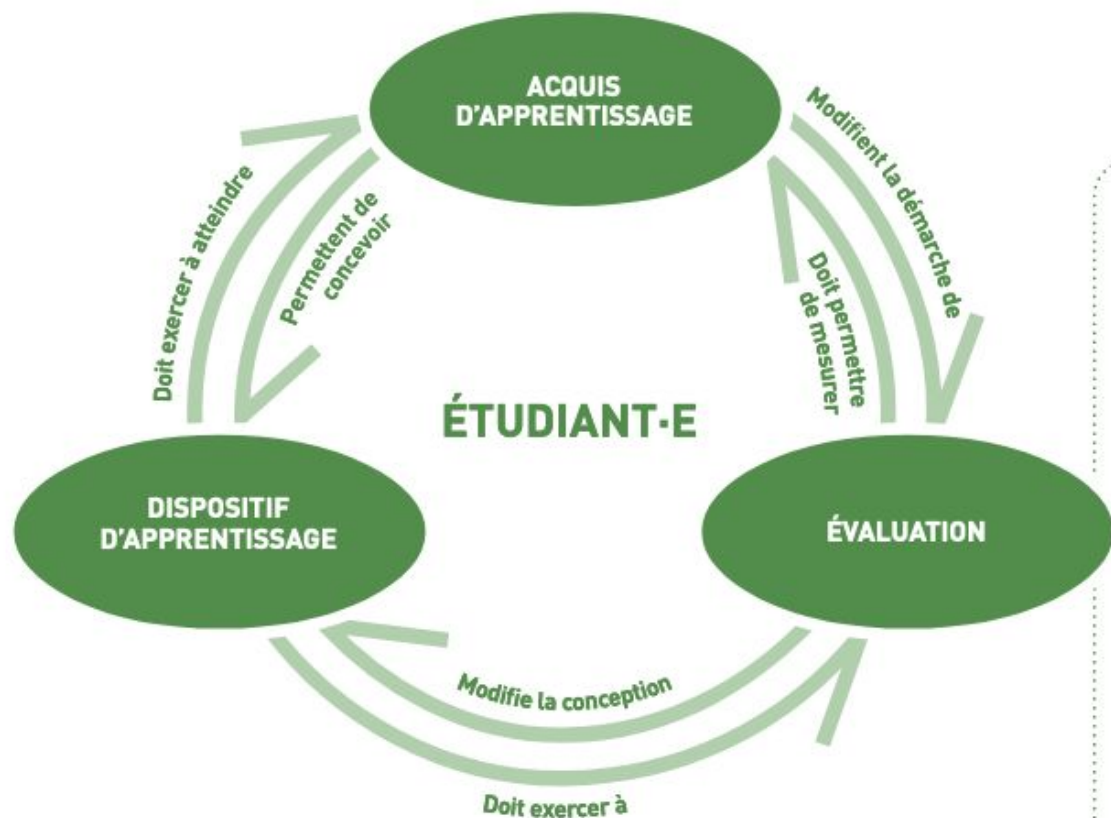 ACQUIS
D'APPRENTISSAGE
Modifient la démarche de
Doit exercer à atteindre
Permettent de
concevoir
Doit permettre
de mesurer
ÉTUDIANT·E
DISPOSITIF
D'APPRENTISSAGE
ÉVALUATION
Modifie la conception
Doit exercer à